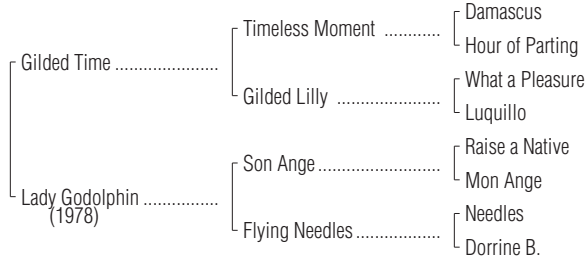 Damascus
Timeless Moment ............
Hour of Parting
Gilded Time ......................
What a Pleasure
Gilded Lilly ......................
Luquillo
Raise a Native
Son Ange..........................
Mon Ange
Lady Godolphin ................
(1978)
Needles
Flying Needles..................
Dorrine B.